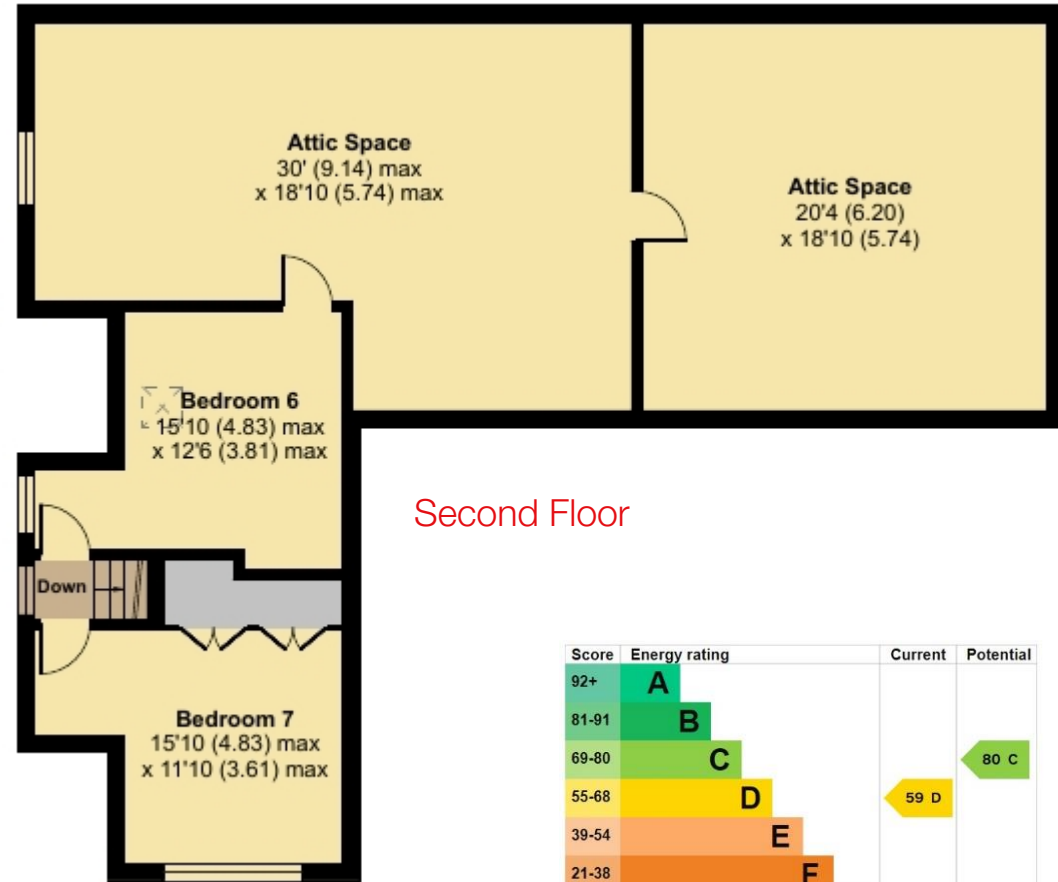 Attic Space
30' (9.14) max
x 18'10 (5.74) max
Attic Space
20'4 (6.20)
x 18'10 (5.74)
Bedroom 6
15'10 (4.83) max
x 12'6 (3.81) max
Second Floor
Down
Bedroom 7
15'10 (4.83) max
x 11'10 (3.61) max
Score Energy rating Current Potential
92+ A
81-91 B
69-80 C 80 C
55-68 D 59 D
39-54 E
21-38 F